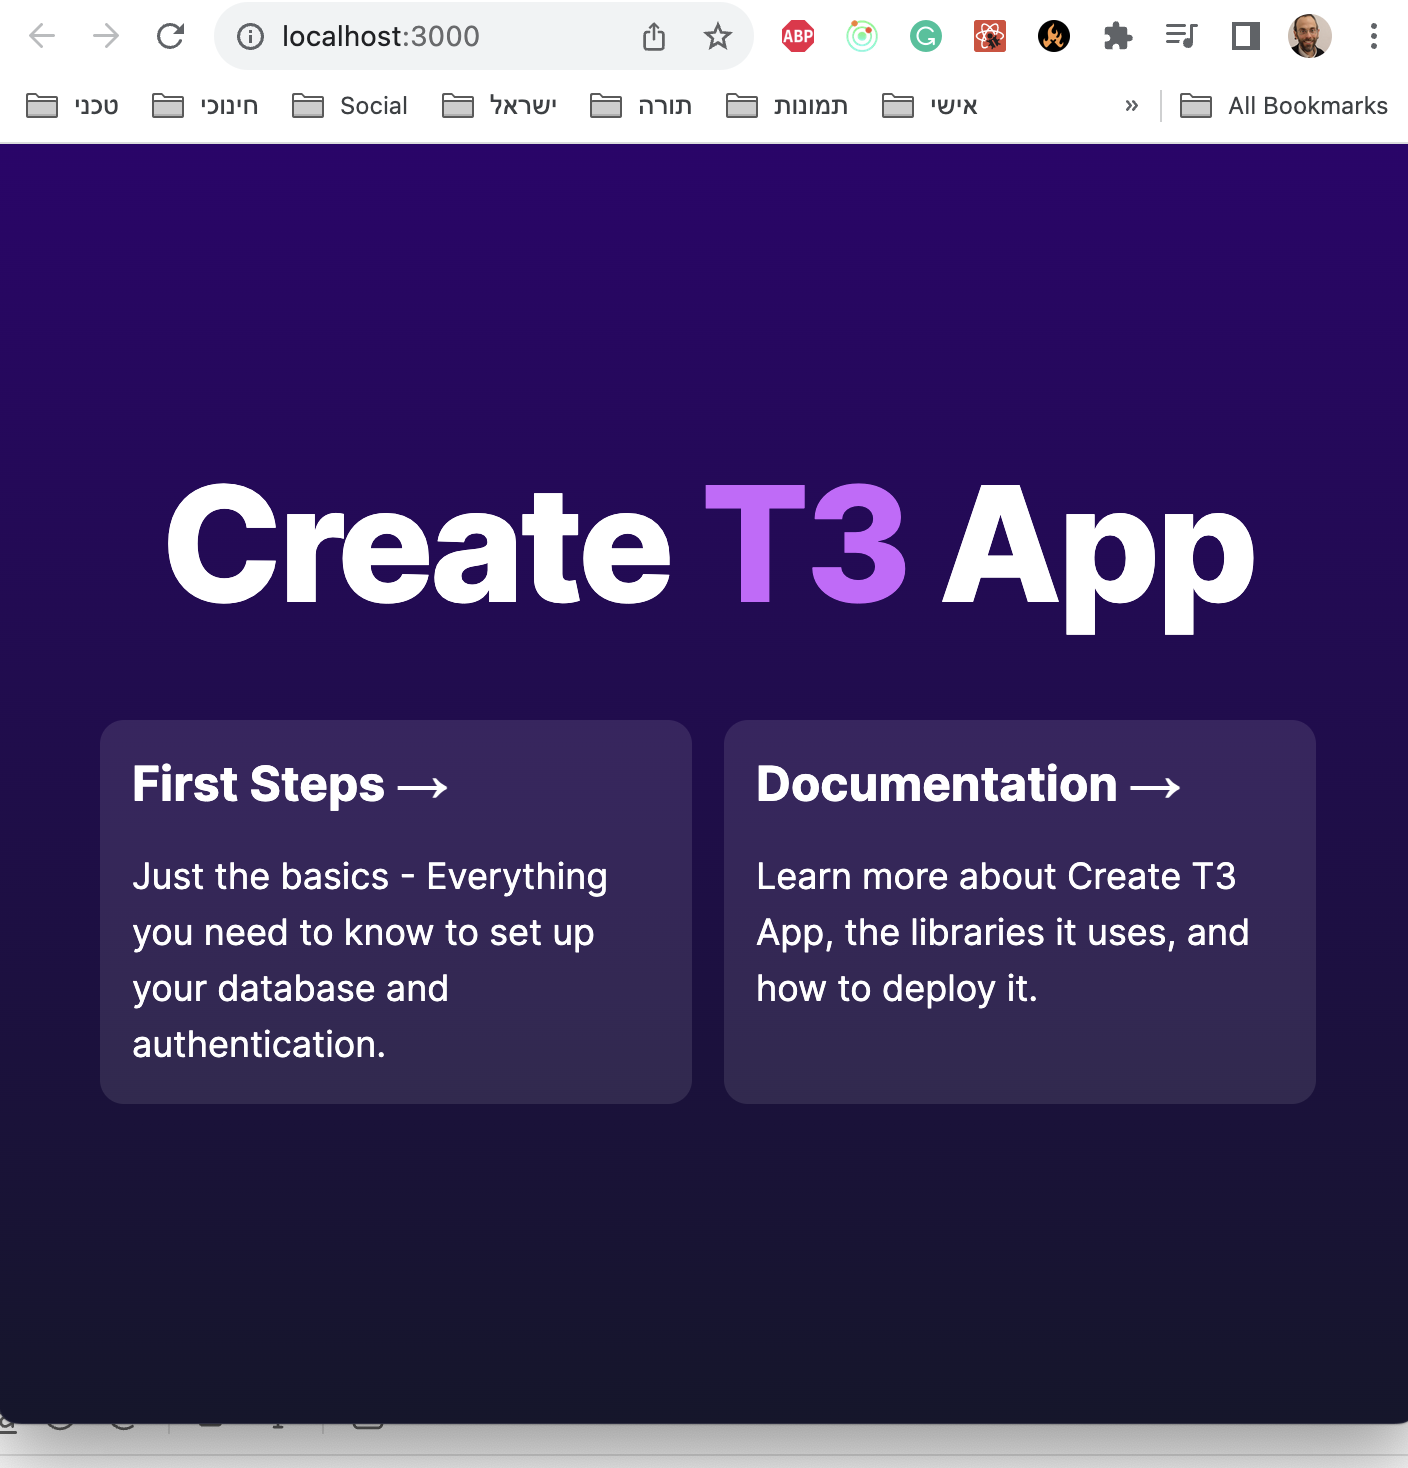 localhost:3000
ABP
טכני
חינוכי
Social
ישראל
תורה
תמונות
אישי
»
All Bookmarks
Create T3 App
First Steps →
Just the basics - Everything
you need to know to set up
your database and
authentication.
Documentation →
Learn more about Create T3
App, the libraries it uses, and
how to deploy it.